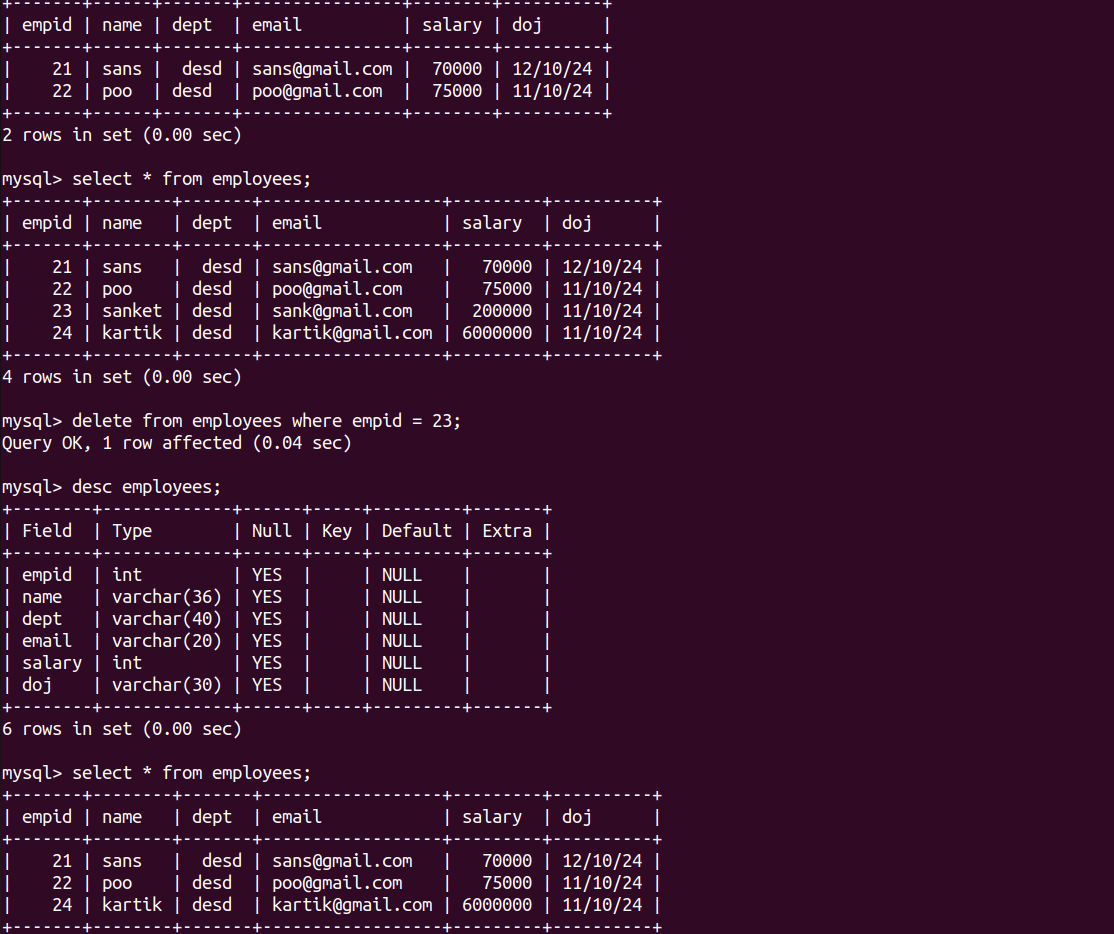 +-------+------+-------+----------------+--------+----------+
| empid | name | dept  | email          | salary | doj      |
+-------+------+-------+----------------+--------+----------+
|    21 | sans |  desd | sans@gmail.com |  70000 | 12/10/24 |
|    22 | poo  | desd  | poo@gmail.com  |  75000 | 11/10/24 |
+-------+------+-------+----------------+--------+----------+
2 rows in set (0.00 sec)

mysql> select * from employees;
+-------+--------+-------+------------------+---------+----------+
| empid | name   | dept  | email            | salary  | doj      |
+-------+--------+-------+------------------+---------+----------+
|    21 | sans   |  desd | sans@gmail.com   |   70000 | 12/10/24 |
|    22 | poo    | desd  | poo@gmail.com    |   75000 | 11/10/24 |
|    23 | sanket | desd  | sank@gmail.com   |  200000 | 11/10/24 |
|    24 | kartik | desd  | kartik@gmail.com | 6000000 | 11/10/24 |
+-------+--------+-------+------------------+---------+----------+
4 rows in set (0.00 sec)

mysql> delete from employees where empid = 23;
Query OK, 1 row affected (0.04 sec)

mysql> desc employees;
+--------+-------------+------+-----+---------+-------+
| Field  | Type        | Null | Key | Default | Extra |
+--------+-------------+------+-----+---------+-------+
| empid  | int         | YES  |     | NULL    |       |
| name   | varchar(36) | YES  |     | NULL    |       |
| dept   | varchar(40) | YES  |     | NULL    |       |
| email  | varchar(20) | YES  |     | NULL    |       |
| salary | int         | YES  |     | NULL    |       |
| doj    | varchar(30) | YES  |     | NULL    |       |
+--------+-------------+------+-----+---------+-------+
6 rows in set (0.00 sec)

mysql> select * from employees;
+-------+--------+-------+------------------+---------+----------+
| empid | name   | dept  | email            | salary  | doj      |
+-------+--------+-------+------------------+---------+----------+
|    21 | sans   |  desd | sans@gmail.com   |   70000 | 12/10/24 |
|    22 | poo    | desd  | poo@gmail.com    |   75000 | 11/10/24 |
|    24 | kartik | desd  | kartik@gmail.com | 6000000 | 11/10/24 |
+-------+--------+-------+------------------+---------+----------+